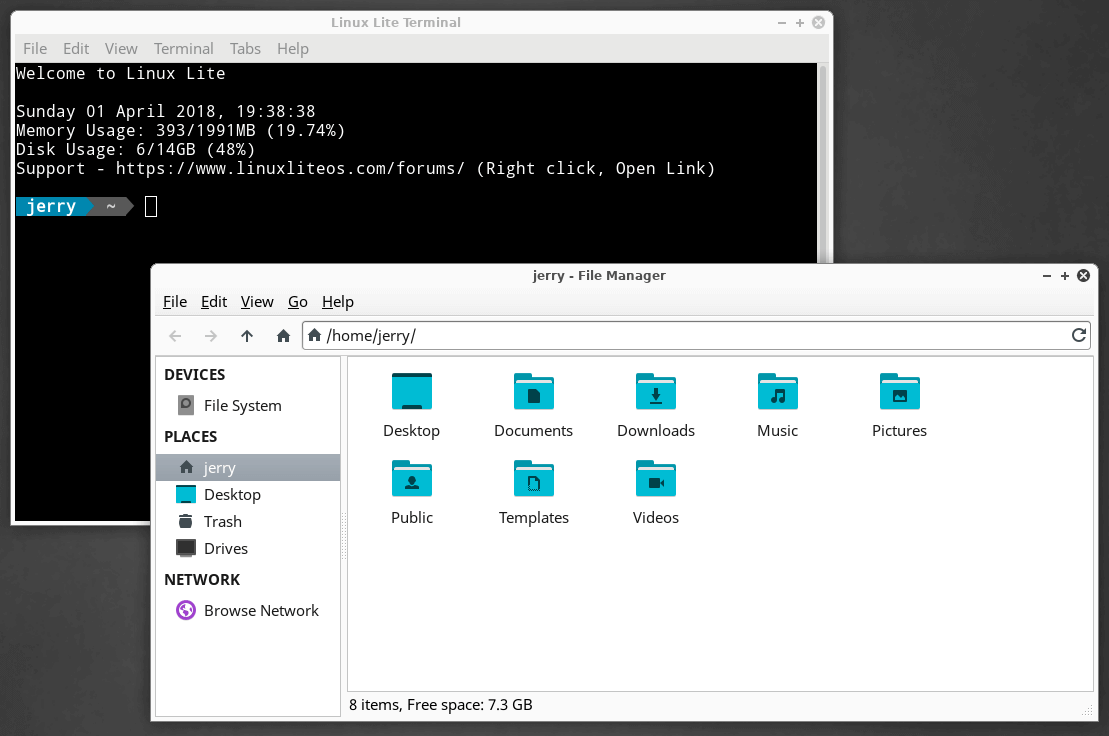 Linux Lite Terminal
File Edit View Terminal Tabs Help
Welcome to Linux Lite
Sunday 01 April 2018, 19:38:38
Memory Usage: 393/1991MB (19.74%)
Disk Usage: 6/14GB (48%)
Support - https://www.linuxliteos.com/forums/ (Right click, Open Link)
jerry ~
jerry - File Manager
File Edit View Go Help
/home/jerry/
DEVICES
File System
PLACES
jerry
Desktop
Trash
Drives
NETWORK
Browse Network
Desktop Documents Downloads Music Pictures
Public Templates Videos
8 items, Free space: 7.3 GB